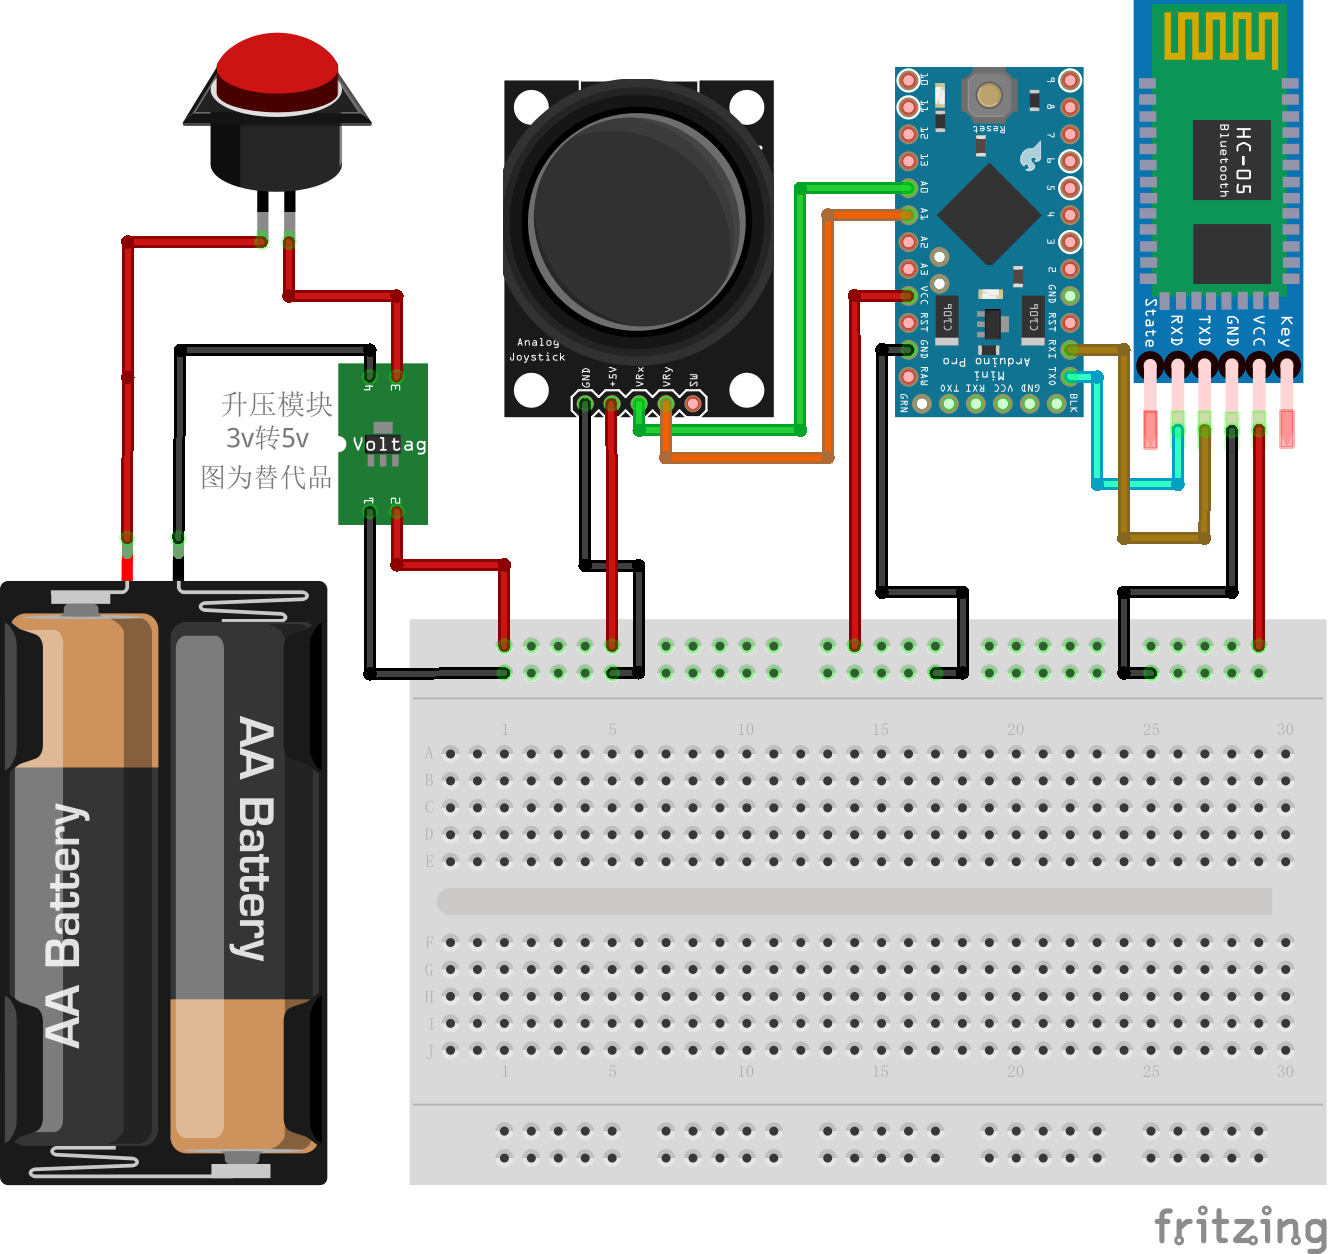 升压模块
3v转5v
图为替代品
4
3
Voltag
1
2
Analog
Joystick
GND
+5V
VRx
VRy
SW
10
11
12
13
A0
A1
A2
A3
VCC
RST
GND
RAW
Reset
9
8
7
6
5
4
3
2
GND
RST
RXI
TXO
C106
C106
Arduino Pro
Mini
TXO RXI VCC VCC GND
GRN
BLK
HC-05
Bluetooth
State
RXD
TXD
GND
VCC
Key
AA Battery
AA Battery
1 5 10 15 20 25 30
A
B
C
D
E
F
G
H
I
J
1 5 10 15 20 25 30
fritzing